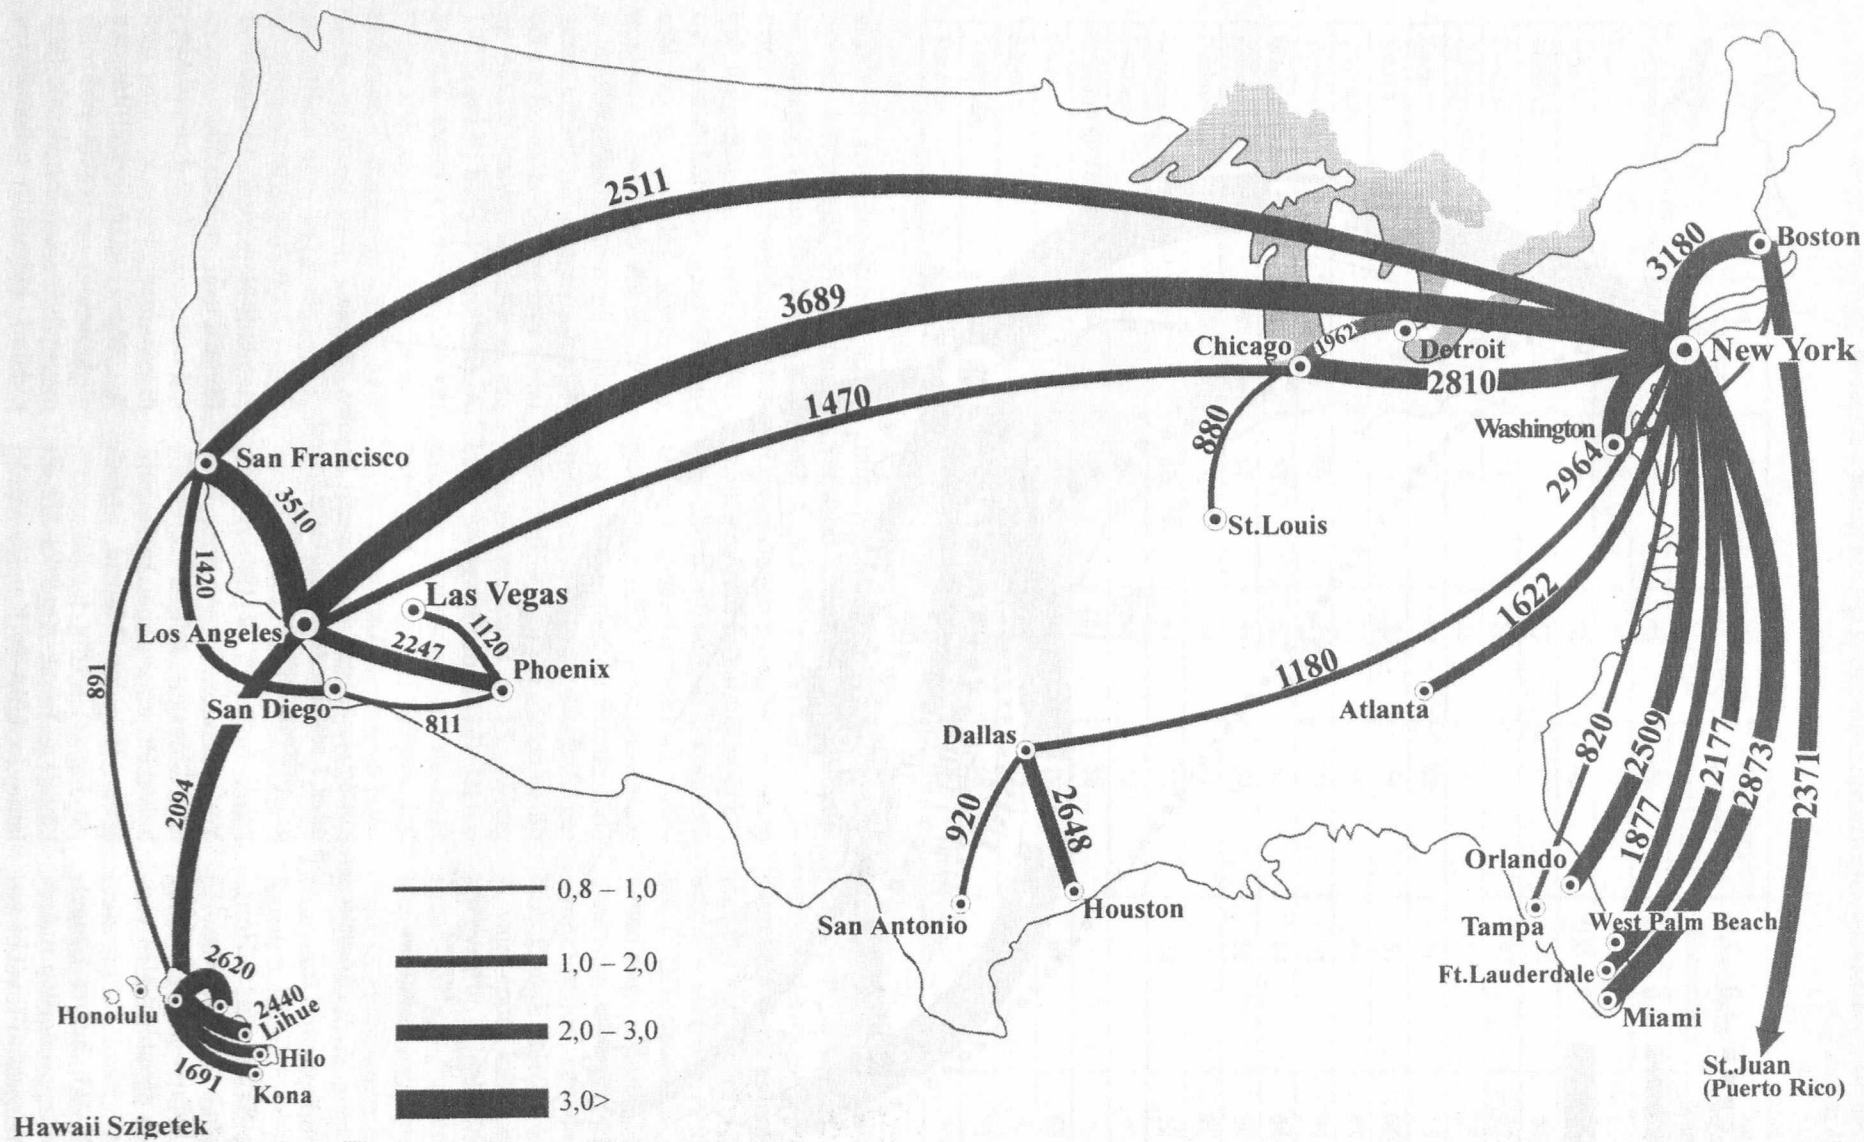 2511
3180
Boston
3689
1962
Chicago
Detroit
New York
2810
1470
880
Washington
2964
San Francisco
3510
St.Louis
1420
Las Vegas
1120
1622
Los Angeles
2247
Phoenix
1180
168
San Diego
811
Atlanta
Dallas
820
2509
2177
2873
2371
2094
920
2648
1877
Orlando
0,8 – 1,0
San Antonio
Houston
Tampa
West Palm Beach
2620
1,0 – 2,0
Ft.Lauderdale
2440
Honolulu
Lihue
2,0 – 3,0
Miami
Hilo
1691
Kona
3,0>
St.Juan
(Puerto Rico)
Hawaii Szigetek